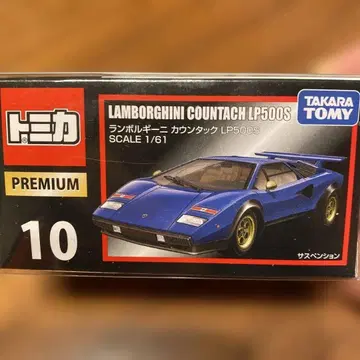 トミカ
PREMIUM
10
LAMBORGHINI COUNTACH LP500S
ランボルギーニ カウンタック LP500S
SCALE 1/61
TAKARA
TOMY
サスペンション